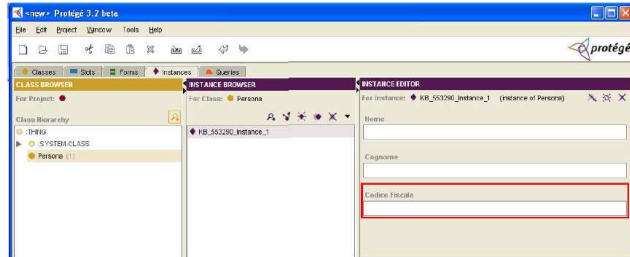 <new> Protégé 3.2 beta
File Edit Project Window Tools Help
protégé
Classes Slots Forms Instances Queries
CLASS BROWSER
For Project:
Class Hierarchy
:THING
:SYSTEM-CLASS
Persona (1)
INSTANCE BROWSER
For Class: Persona
KB_553290_Instance_1
INSTANCE EDITOR
For Instance: KB_553290_Instance_1 (instance of Persona)
Nome
Cognome
Codice Fiscale